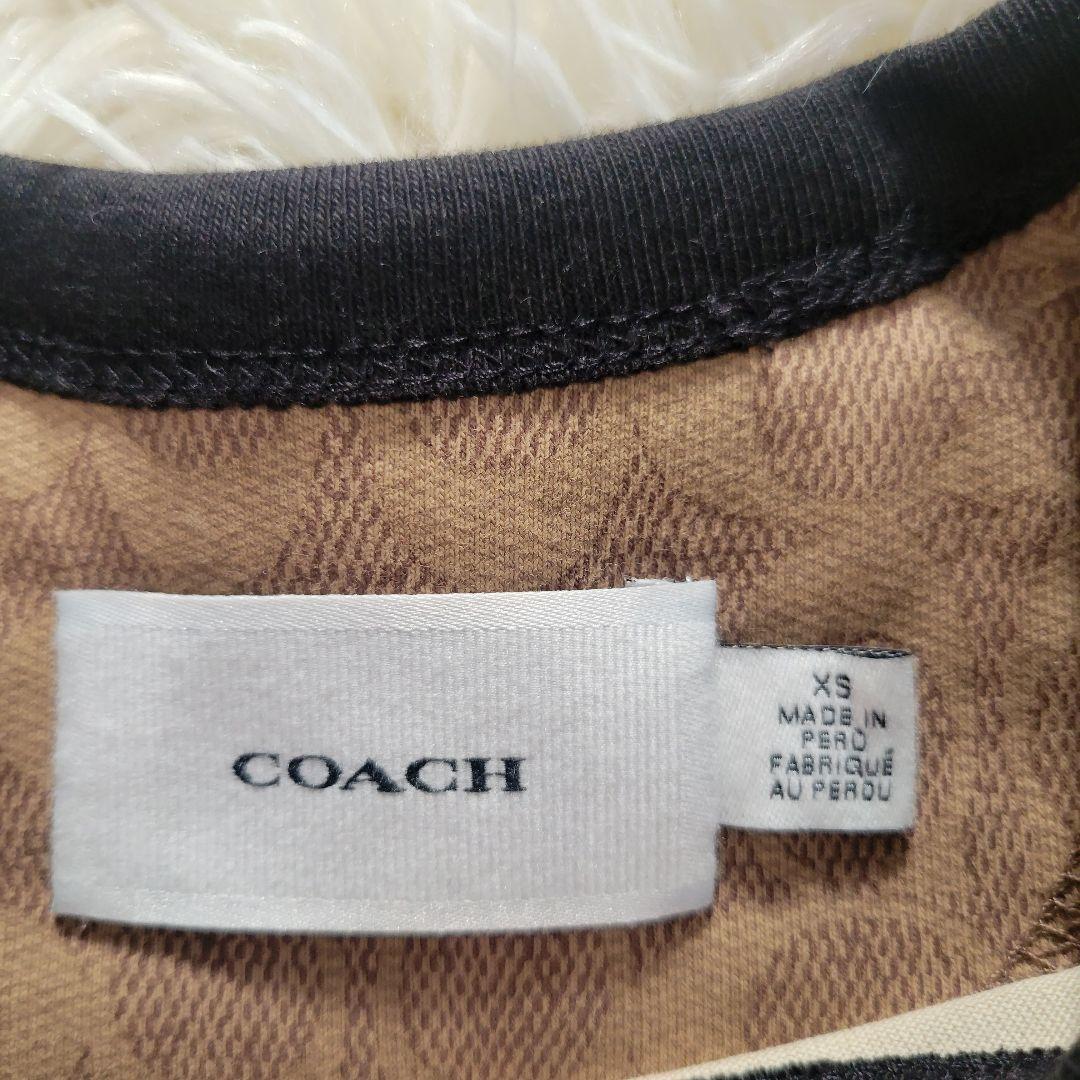 COACH
XS
MADE IN
PERU
FABRIQUÉ
AU PEROU